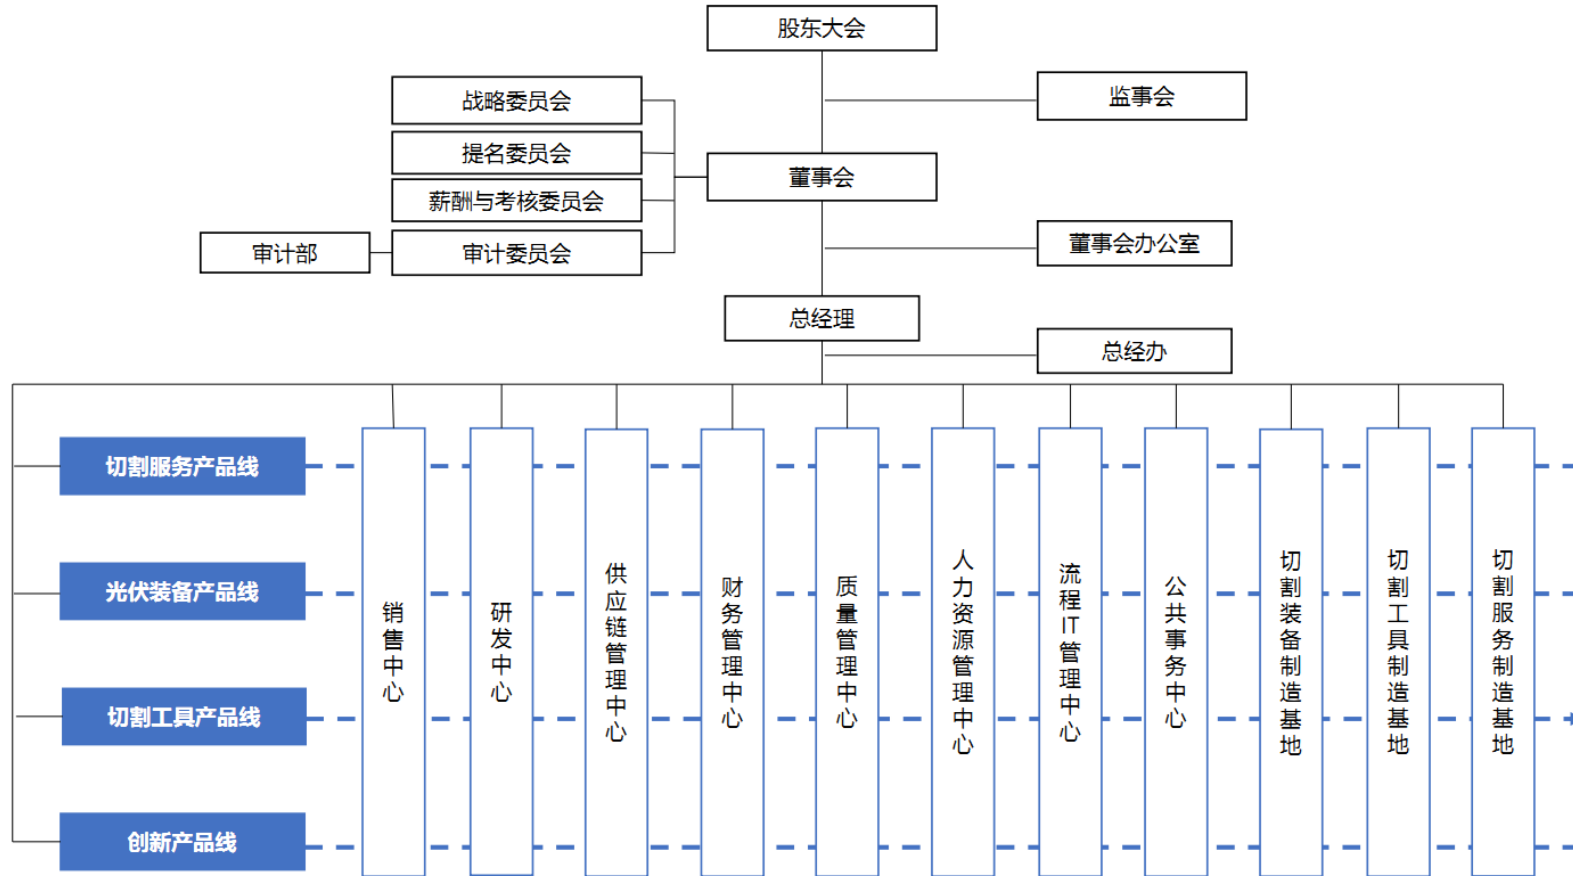 股东大会
战略委员会
监事会
提名委员会
董事会
薪酬与考核委员会
审计部
审计委员会
董事会办公室
总经理
总经办
切割服务产品线
光伏装备产品线
切割工具产品线
创新产品线
销售中心
研发中心
供应链管理中心
财务管理中心
质量管理中心
人力资源管理中心
流程IT管理中心
公共事务中心
切割装备制造基地
切割工具制造基地
切割服务制造基地